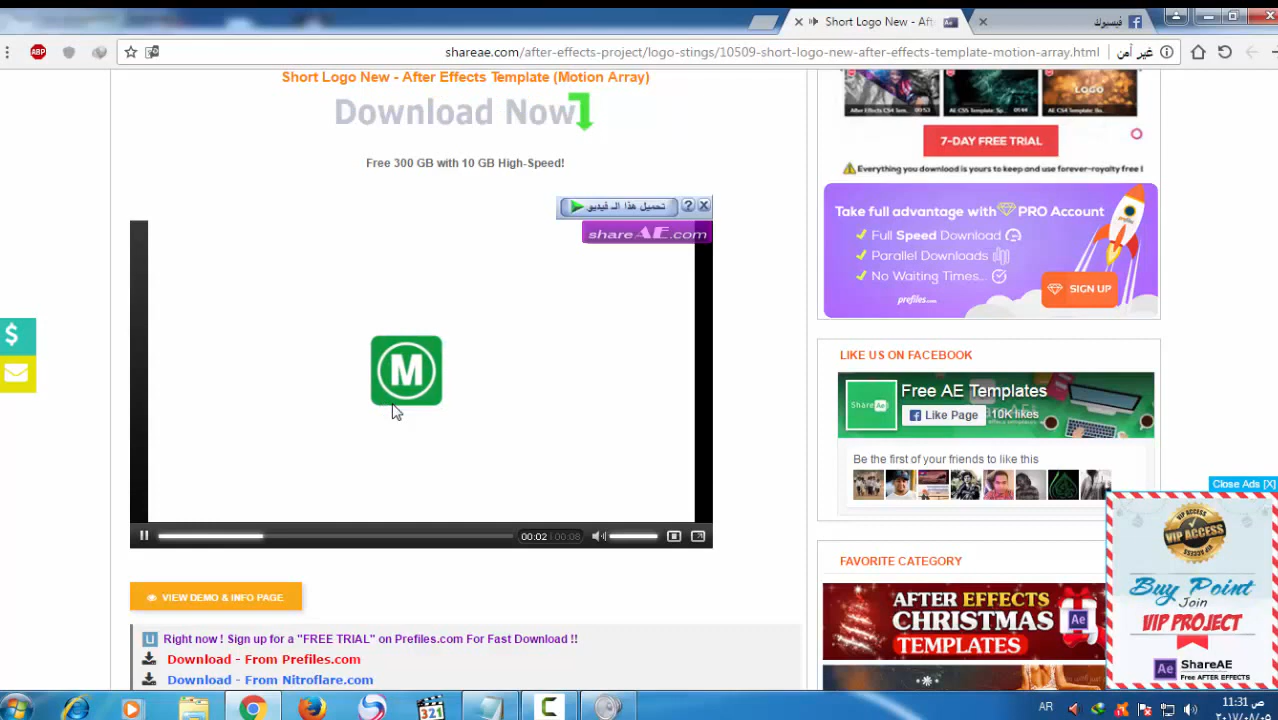 Short Logo New - Aft
فيسبوك
ABP
shareae.com/after-effects-project/logo-stings/10509-short-logo-new-after-effects-template-motion-array.html
غير آمن
Short Logo New - After Effects Template (Motion Array)
Download Now
Free 300 GB with 10 GB High-Speed!
تحميل هذا الـ فيديو
?
shareAE.com
M
00:02
00:08
VIEW DEMO & INFO PAGE
Right now ! Sign up for a "FREE TRIAL" on Prefiles.com For Fast Download !!
Download - From Prefiles.com
Download - From Nitroflare.com
LOGO
7-DAY FREE TRIAL
Everything you download is yours to keep and use forever-royalty free !
Take full advantage with PRO Account
Full Speed Download
Parallel Downloads
No Waiting Times...
SIGN UP
prefiles.com
LIKE US ON FACEBOOK
ShareAe
Free AE Templates
Like Page
10K likes
Be the first of your friends to like this
FAVORITE CATEGORY
AFTER EFFECTS
CHRISTMAS
TEMPLATES
Ae
Close Ads [X]
VIP ACCESS
Buy Point
Join
VIP PROJECT
Ae
ShareAE
Free AFTER EFFECTS
321
AR
11:31 ص